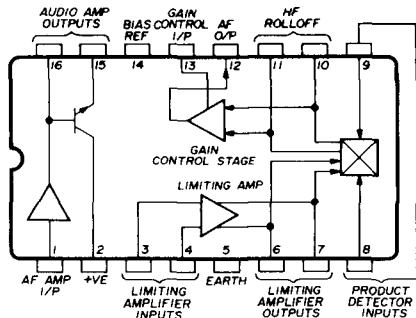 AUDIO AMP
OUTPUTS
BIAS
REF
GAIN
CONTROL
I/P
AF
O/P
HF
ROLLOFF
16
15
14
13
12
11
10
9
GAIN
CONTROL STAGE
LIMITING AMP
1
2
3
4
5
6
7
8
AF AMP
I/P
+VE
LIMITING
AMPLIFIER
INPUTS
EARTH
LIMITING
AMPLIFIER
OUTPUTS
PRODUCT
DETECTOR
INPUTS